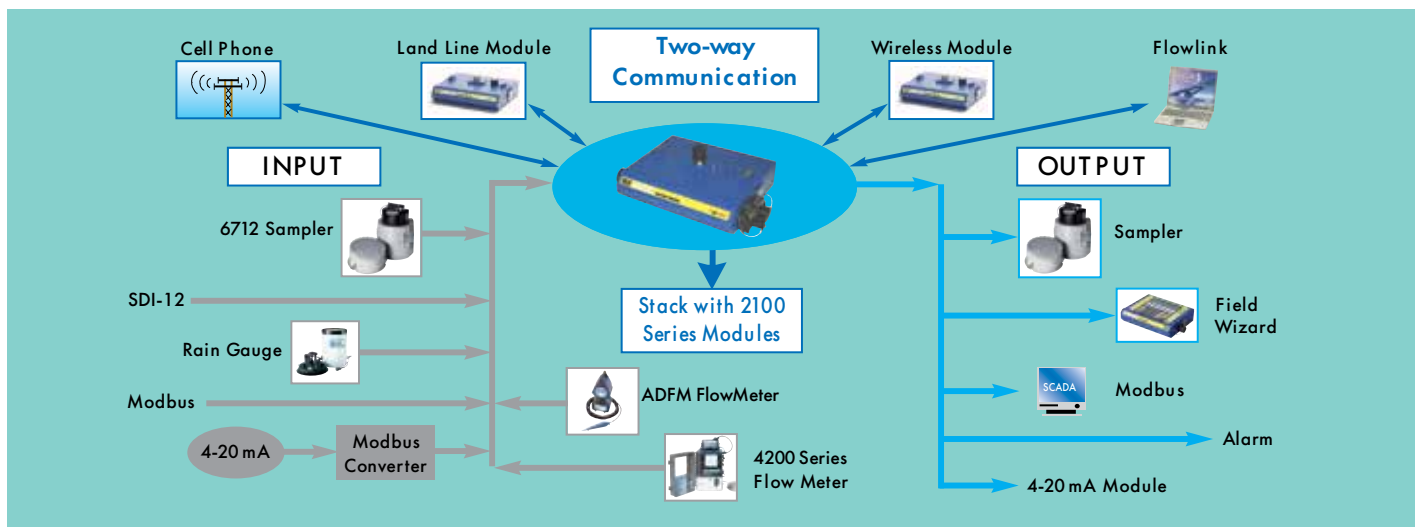 Cell Phone
Land Line Module
Two-way
Communication
Wireless Module
Flowlink
INPUT
OUTPUT
6712 Sampler
SDI-12
Rain Gauge
Modbus
4-20 mA
Modbus
Converter
ADFM FlowMeter
4200 Series
Flow Meter
Stack with 2100
Series Modules
Sampler
Field
Wizard
SCADA
Modbus
Alarm
4-20 mA Module